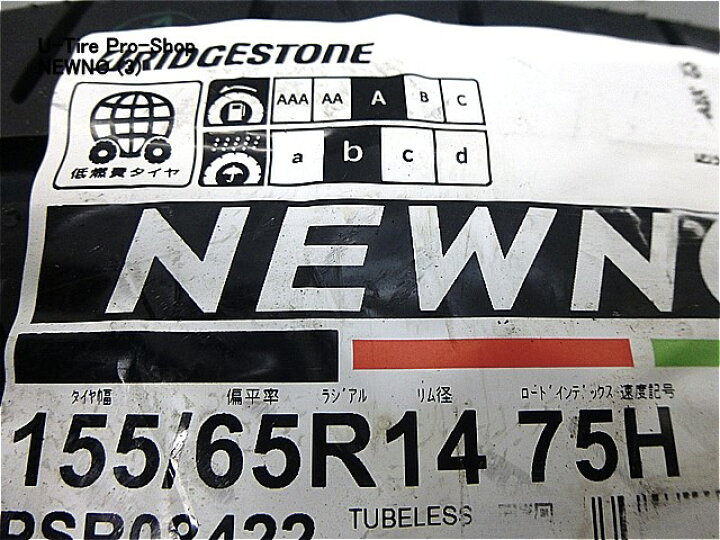 U-Tire Pro-Shop
NEWNO (3)
BRIDGESTONE
AAA AA A B C
a b c d
低燃費タイヤ
NEWNO
タイヤ幅 偏平率 ラジアル リム径 ロードインデックス 速度記号
155/65R14 75H
PSR08422 TUBELESS